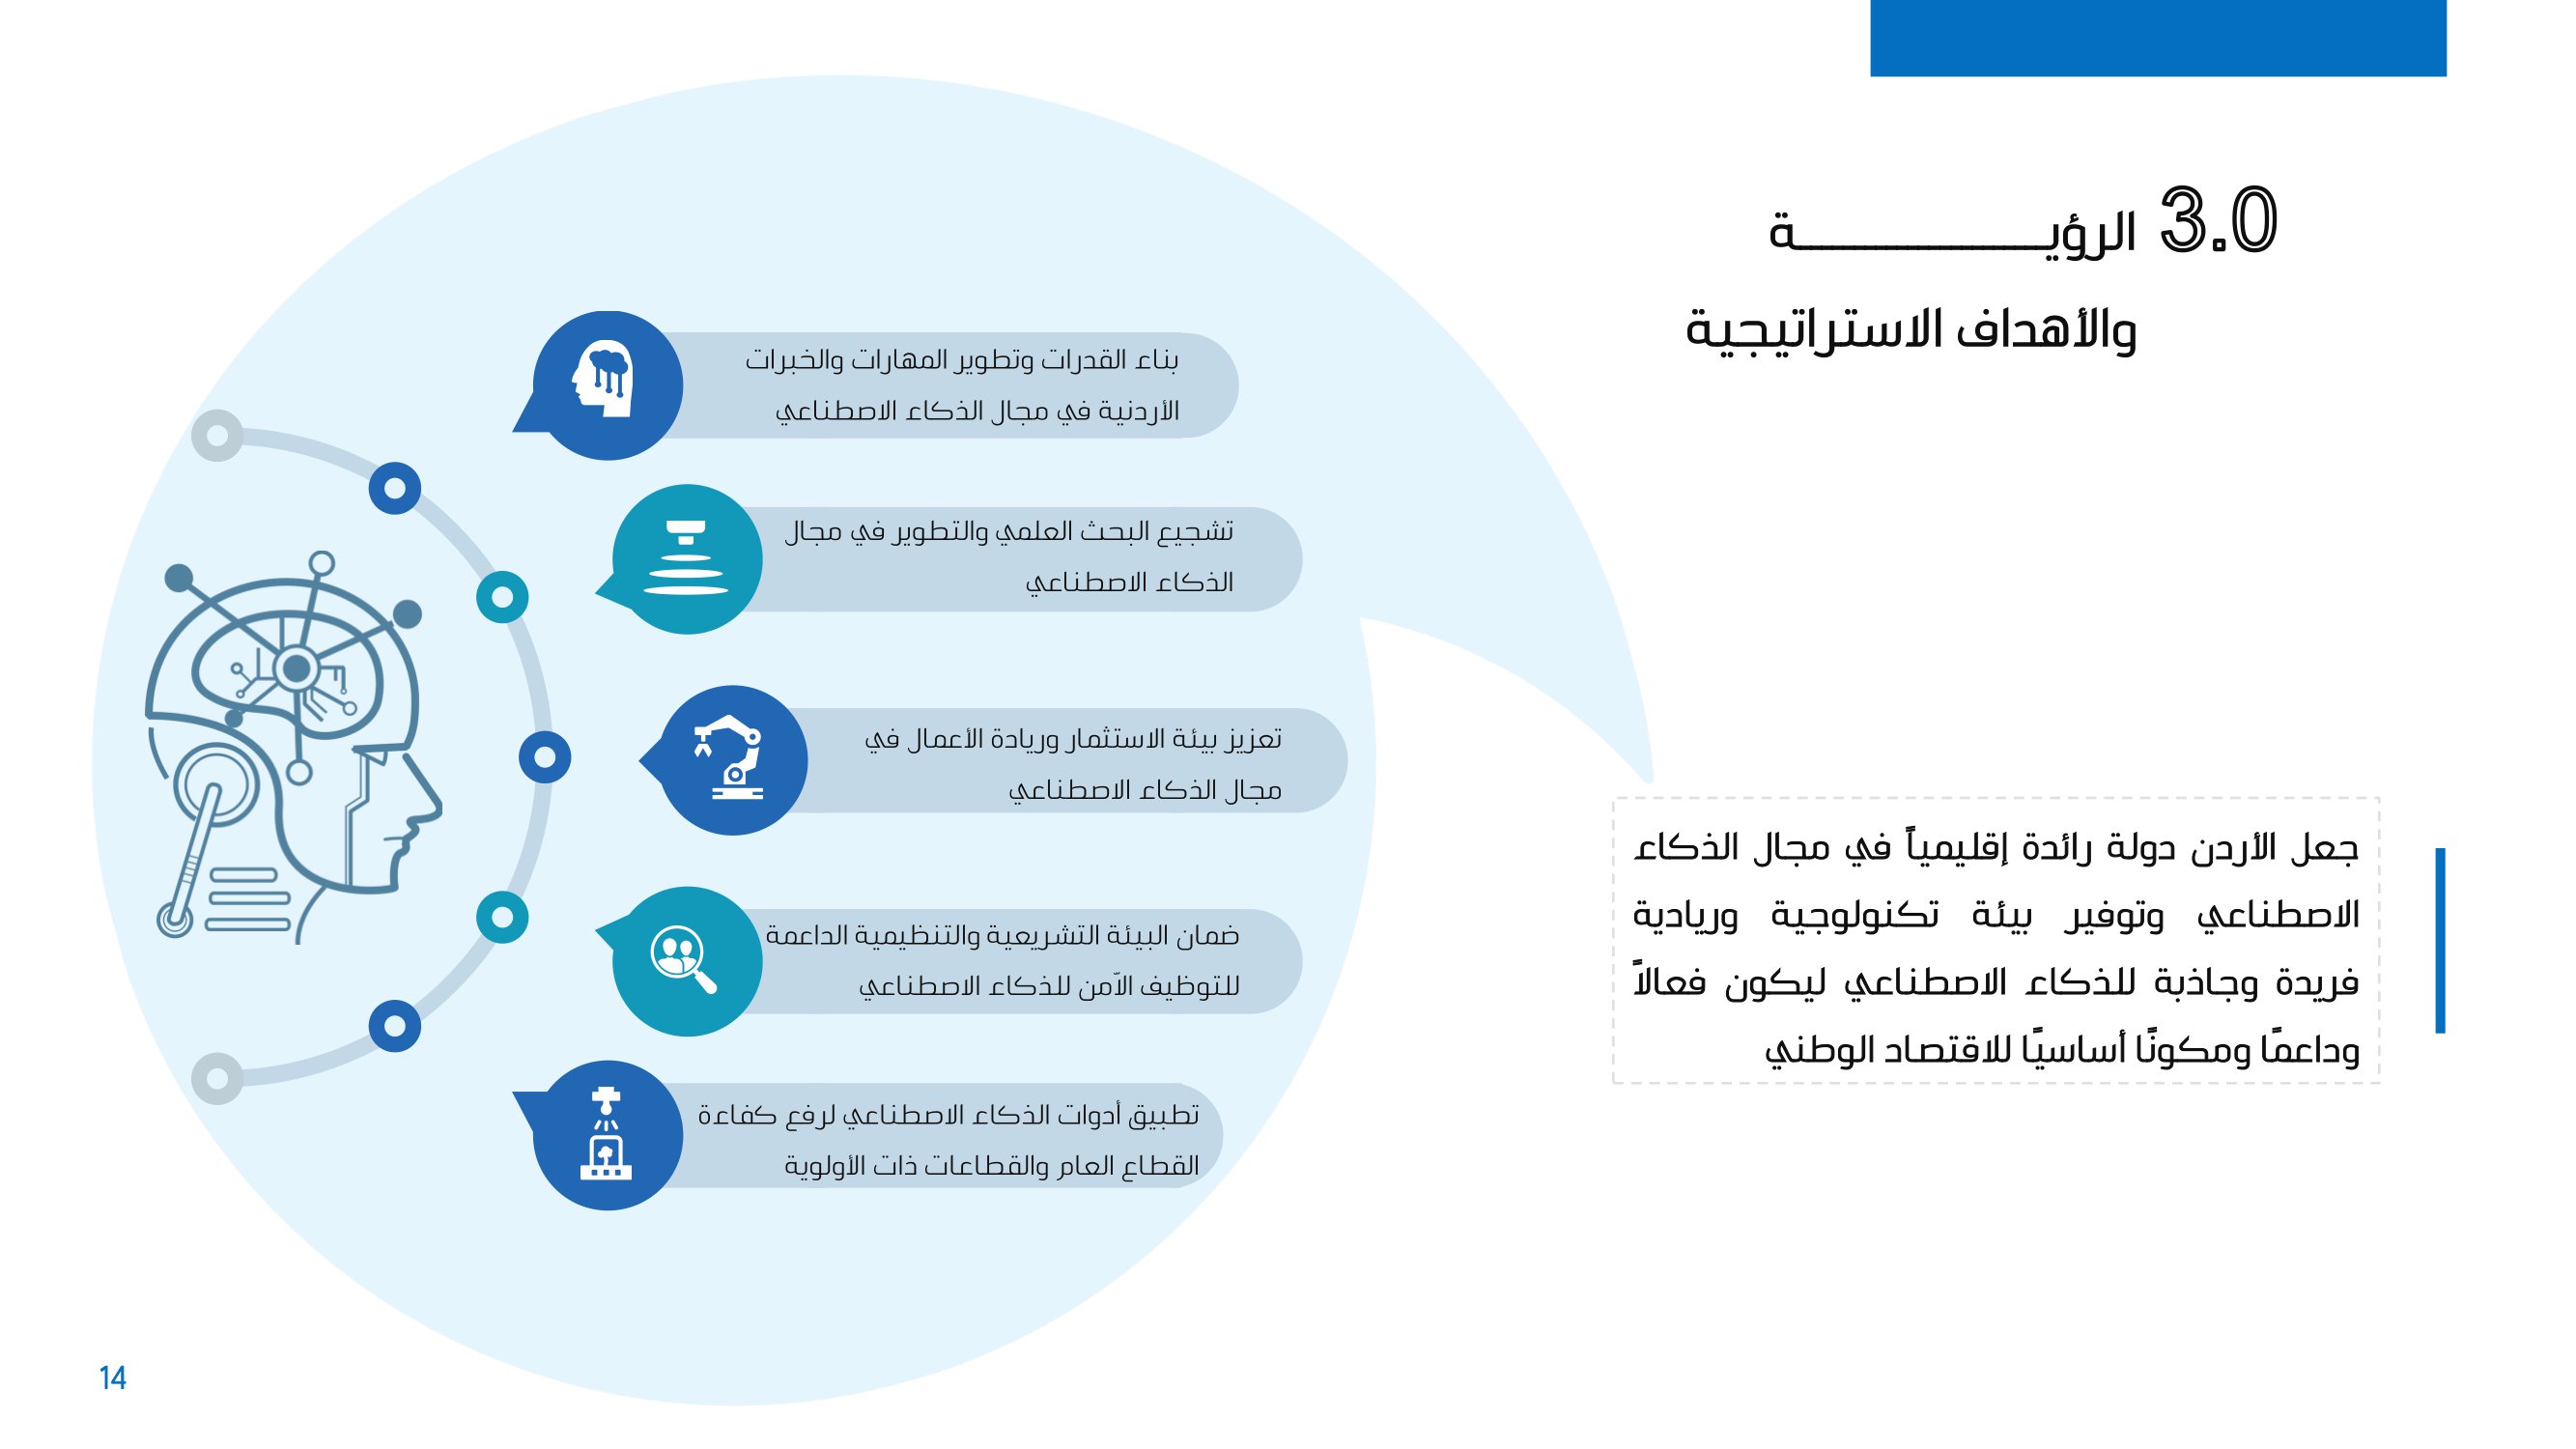 3.0 الرؤيـــــــــــــــــــــة
والأهداف الاستراتيجية
جعل الأردن دولة رائدة إقليمياً في مجال الذكاء
الاصطناعي وتوفير بيئة تكنولوجية وريادية
فريدة وجاذبة للذكاء الاصطناعي ليكون فعالاً
وداعمًا ومكونًا أساسيًا للاقتصاد الوطني
بناء القدرات وتطوير المهارات والخبرات
الأردنية في مجال الذكاء الاصطناعي
تشجيع البحث العلمي والتطوير في مجال
الذكاء الاصطناعي
تعزيز بيئة الاستثمار وريادة الأعمال في
مجال الذكاء الاصطناعي
ضمان البيئة التشريعية والتنظيمية الداعمة
للتوظيف الآمن للذكاء الاصطناعي
تطبيق أدوات الذكاء الاصطناعي لرفع كفاءة
القطاع العام والقطاعات ذات الأولوية
14